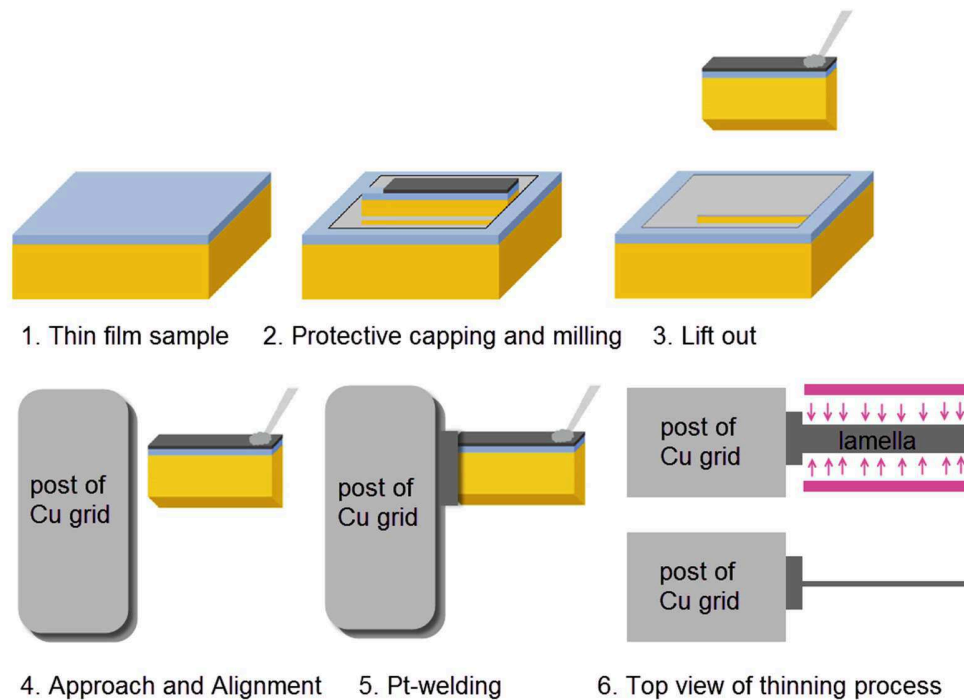 1. Thin film sample
2. Protective capping and milling
3. Lift out
post of
Cu grid
4. Approach and Alignment
post of
Cu grid
5. Pt-welding
post of
Cu grid
lamella
post of
Cu grid
6. Top view of thinning process